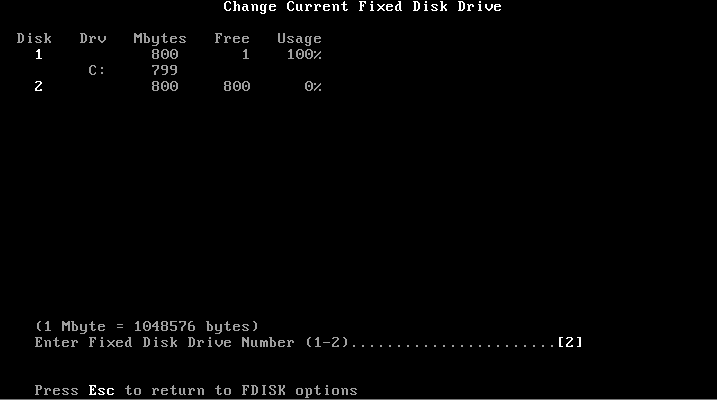 Change Current Fixed Disk Drive
Disk Drv Mbytes Free Usage
1 800 1 100%
C: 799
2 800 800 0%
(1 Mbyte = 1048576 bytes)
Enter Fixed Disk Drive Number (1-2).......................[2]
Press Esc to return to FDISK options